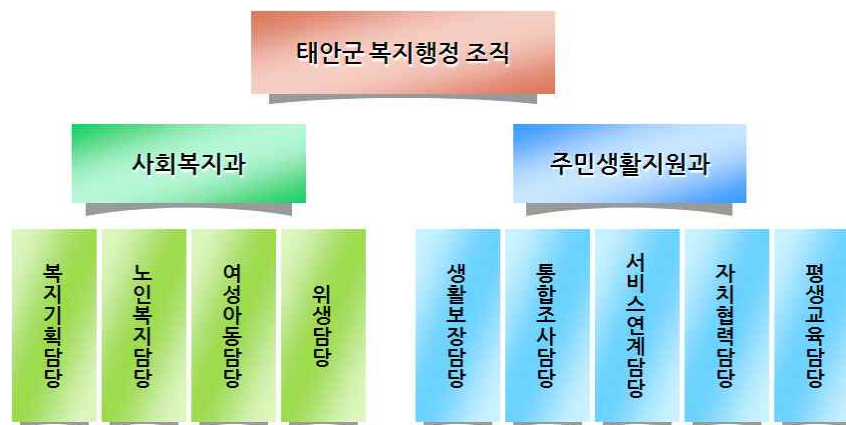 태안군 복지행정 조직
사회복지과
주민생활지원과
복지기획담당
노인복지담당
여성아동담당
위생담당
생활보장담당
통합조사담당
서비스연계담당
자치협력담당
평생교육담당